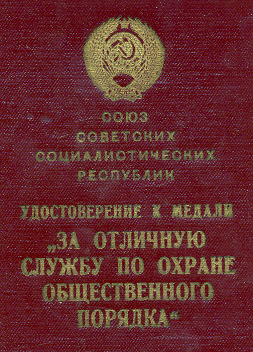 СОЮЗ
СОВЕТСКИХ
СОЦИАЛИСТИЧЕСКИХ
РЕСПУБЛИК
УДОСТОВЕРЕНИЕ К МЕДАЛИ
„ЗА ОТЛИЧНУЮ
СЛУЖБУ ПО ОХРАНЕ
ОБЩЕСТВЕННОГО
ПОРЯДКА“